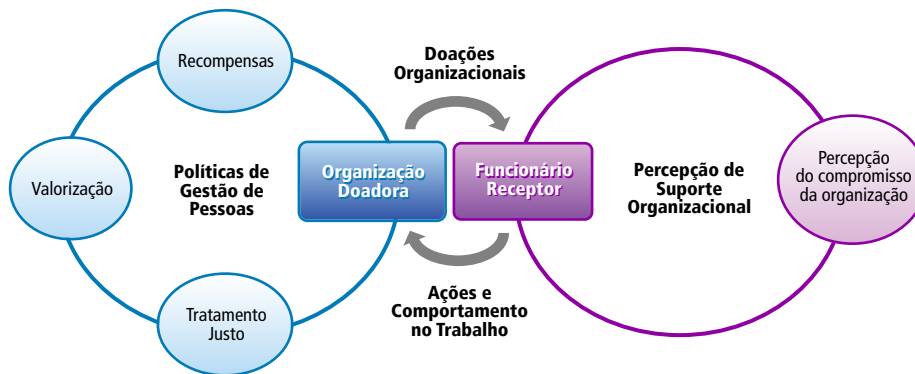 Recompensas
Valorização
Políticas de
Gestão de
Pessoas
Tratamento
Justo
Organização
Doadora
Doações
Organizacionais
Funcionário
Receptor
Ações e
Comportamento
no Trabalho
Percepção de
Suporte
Organizacional
Percepção
do compromisso
da organização